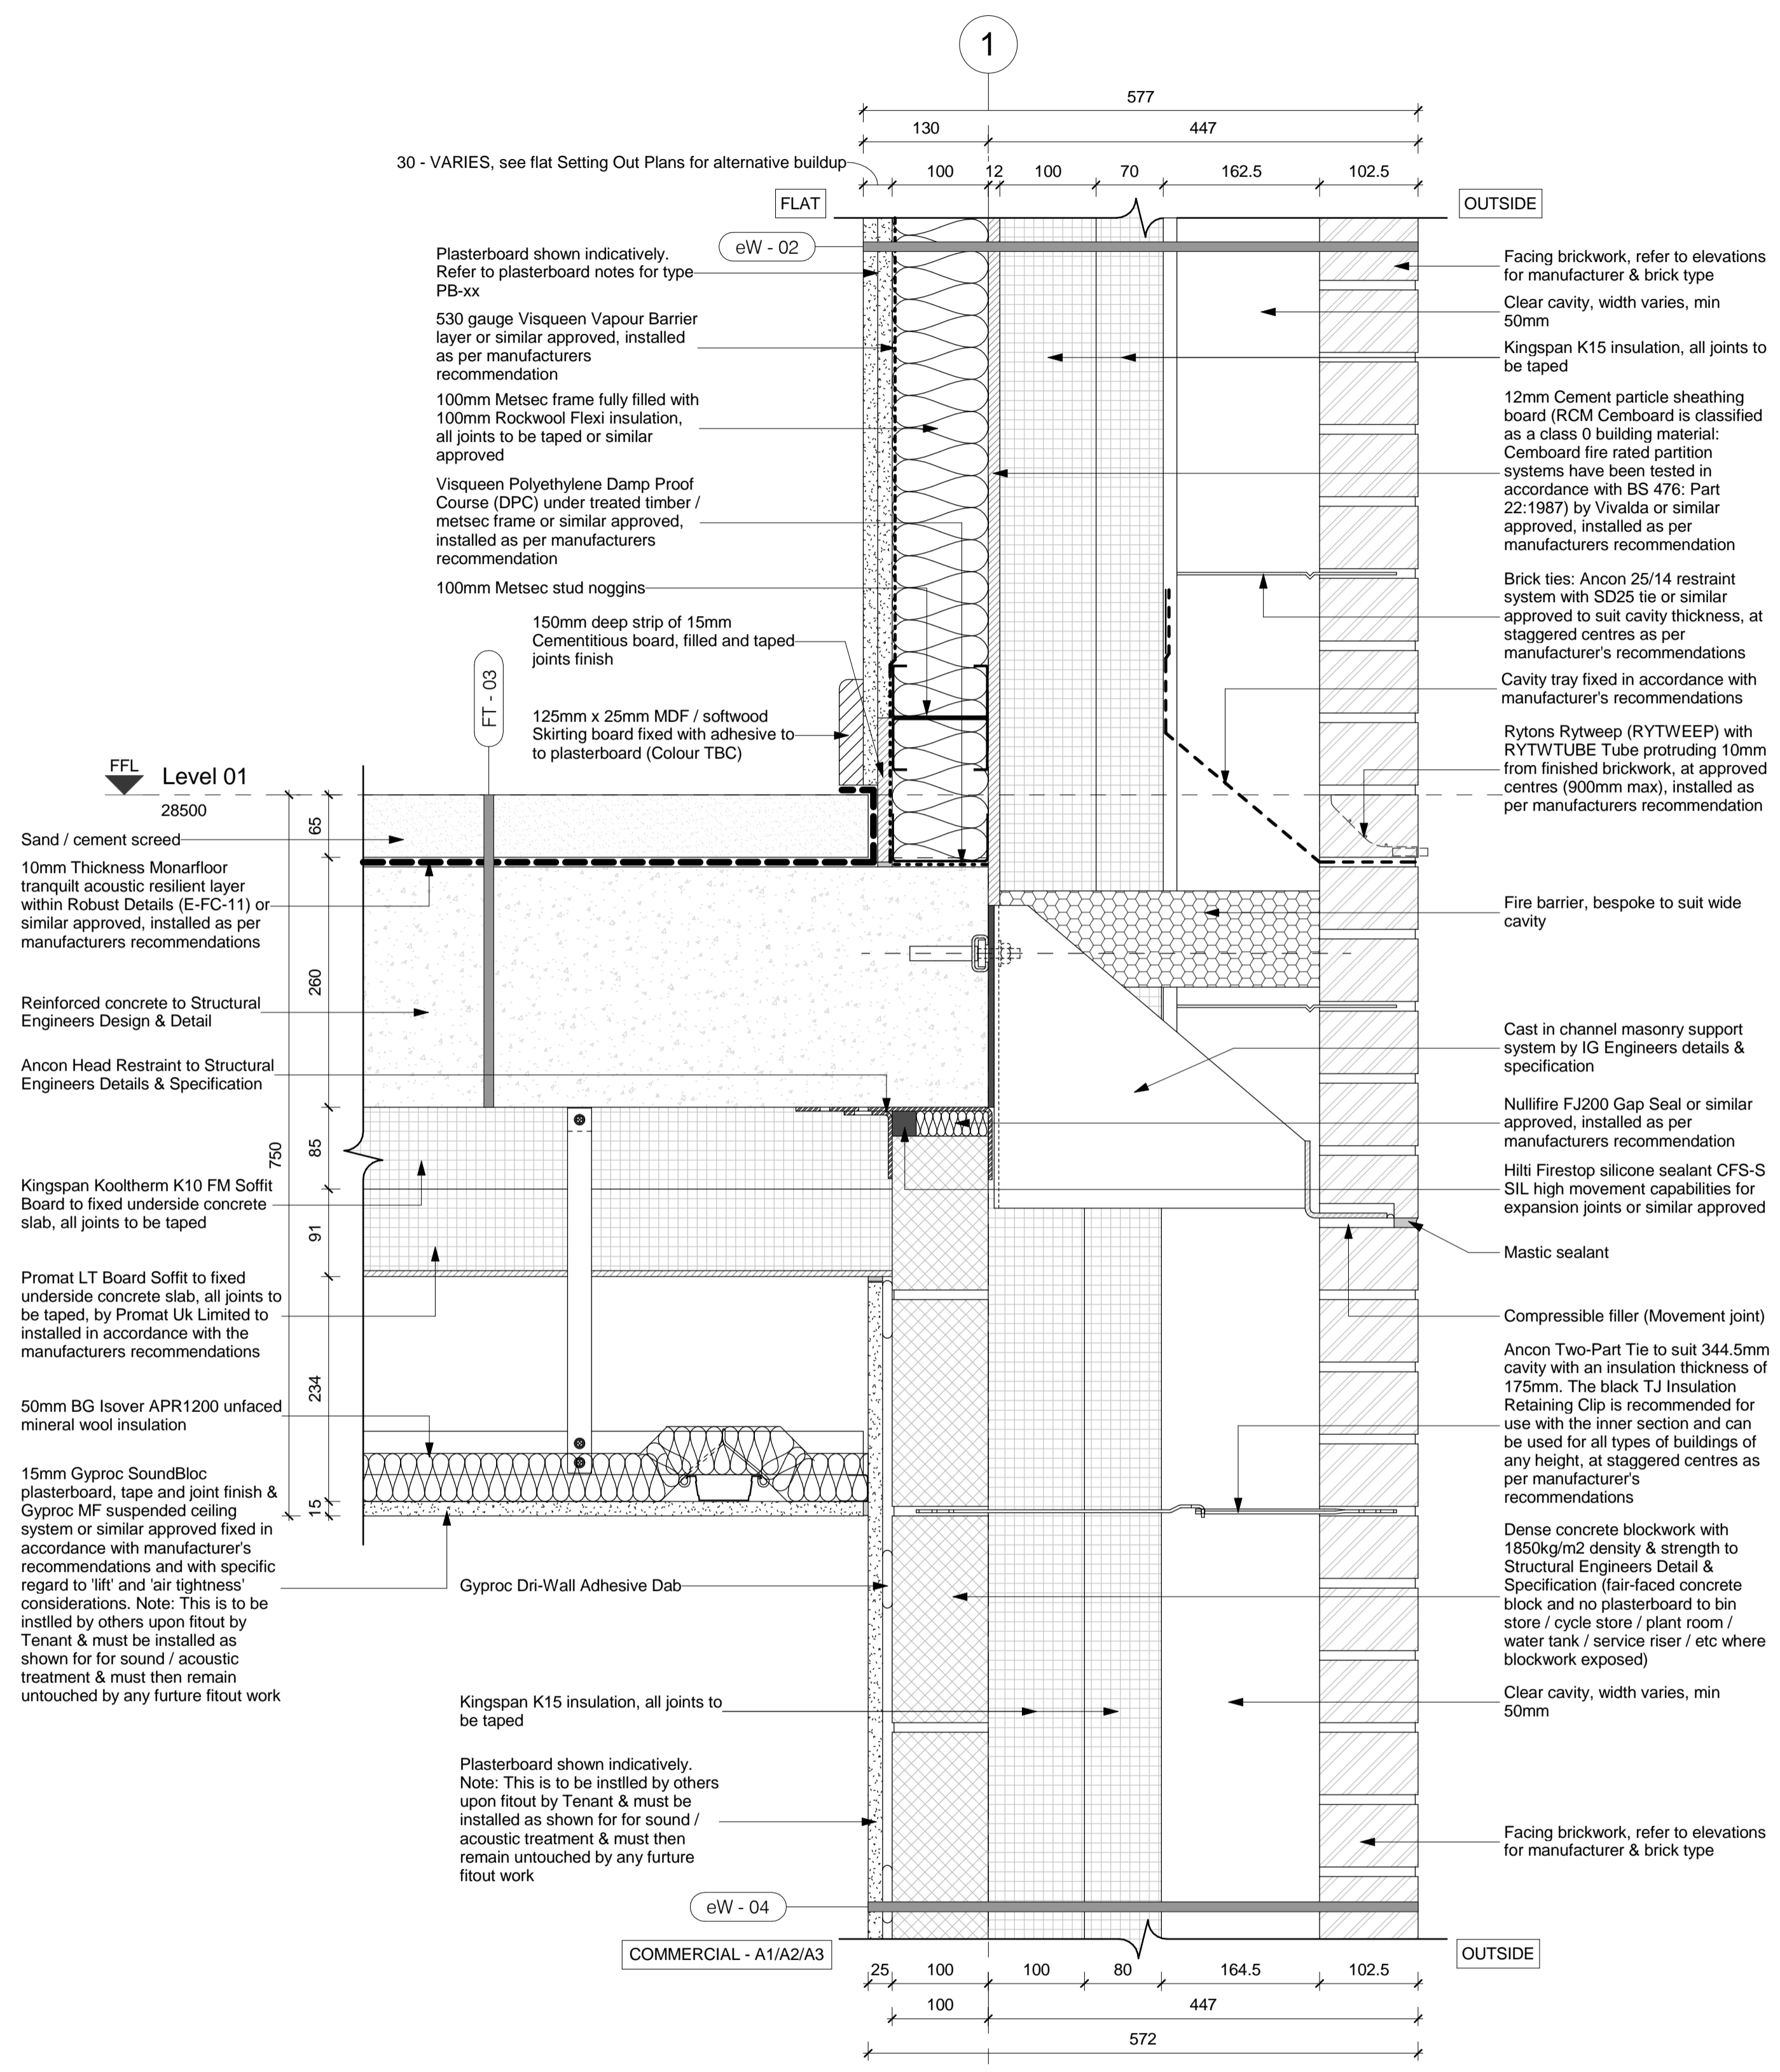 1
577
130
447
30 - VARIES, see flat Setting Out Plans for alternative buildup
100
12
100
70
162.5
102.5
FLAT
OUTSIDE
eW - 02
Plasterboard shown indicatively.
Refer to plasterboard notes for type
PB-xx
530 gauge Visqueen Vapour Barrier
layer or similar approved, installed
as per manufacturers
recommendation
100mm Metsec frame fully filled with
100mm Rockwool Flexi insulation,
all joints to be taped or similar
approved
Visqueen Polyethylene Damp Proof
Course (DPC) under treated timber /
metsec frame or similar approved,
installed as per manufacturers
recommendation
100mm Metsec stud noggins
150mm deep strip of 15mm
Cementitious board, filled and taped
joints finish
FT - 03
125mm x 25mm MDF / softwood
Skirting board fixed with adhesive to
to plasterboard (Colour TBC)
Facing brickwork, refer to elevations
for manufacturer & brick type
Clear cavity, width varies, min
50mm
Kingspan K15 insulation, all joints to
be taped
12mm Cement particle sheathing
board (RCM Cemboard is classified
as a class 0 building material:
Cemboard fire rated partition
systems have been tested in
accordance with BS 476: Part
22:1987) by Vivalda or similar
approved, installed as per
manufacturers recommendation
Brick ties: Ancon 25/14 restraint
system with SD25 tie or similar
approved to suit cavity thickness, at
staggered centres as per
manufacturer's recommendations
Cavity tray fixed in accordance with
manufacturer's recommendations
Rytons Rytweep (RYTWEEP) with
RYTWTUBE Tube protruding 10mm
from finished brickwork, at approved
centres (900mm max), installed as
per manufacturers recommendation
FFL
Level 01
28500
Sand / cement screed
10mm Thickness Monarfloor
tranquilt acoustic resilient layer
within Robust Details (E-FC-11) or
similar approved, installed as per
manufacturers recommendations
Reinforced concrete to Structural
Engineers Design & Detail
Ancon Head Restraint to Structural
Engineers Details & Specification
Kingspan Kooltherm K10 FM Soffit
Board to fixed underside concrete
slab, all joints to be taped
Promat LT Board Soffit to fixed
underside concrete slab, all joints to
be taped, by Promat Uk Limited to
installed in accordance with the
manufacturers recommendations
50mm BG Isover APR1200 unfaced
mineral wool insulation
15mm Gyproc SoundBloc
plasterboard, tape and joint finish &
Gyproc MF suspended ceiling
system or similar approved fixed in
accordance with manufacturer's
recommendations and with specific
regard to 'lift' and 'air tightness'
considerations. Note: This is to be
instlled by others upon fitout by
Tenant & must be installed as
shown for for sound / acoustic
treatment & must then remain
untouched by any furture fitout work
65
260
750
85
91
234
15
Fire barrier, bespoke to suit wide
cavity
Cast in channel masonry support
system by IG Engineers details &
specification
Nullifire FJ200 Gap Seal or similar
approved, installed as per
manufacturers recommendation
Hilti Firestop silicone sealant CFS-S
SIL high movement capabilities for
expansion joints or similar approved
Mastic sealant
Compressible filler (Movement joint)
Ancon Two-Part Tie to suit 344.5mm
cavity with an insulation thickness of
175mm. The black TJ Insulation
Retaining Clip is recommended for
use with the inner section and can
be used for all types of buildings of
any height, at staggered centres as
per manufacturer's
recommendations
Dense concrete blockwork with
1850kg/m2 density & strength to
Structural Engineers Detail &
Specification (fair-faced concrete
block and no plasterboard to bin
store / cycle store / plant room /
water tank / service riser / etc where
blockwork exposed)
Clear cavity, width varies, min
50mm
Facing brickwork, refer to elevations
for manufacturer & brick type
Gyproc Dri-Wall Adhesive Dab
Kingspan K15 insulation, all joints to
be taped
Plasterboard shown indicatively.
Note: This is to be instlled by others
upon fitout by Tenant & must be
installed as shown for for sound /
acoustic treatment & must then
remain untouched by any furture
fitout work
eW - 04
COMMERCIAL - A1/A2/A3
OUTSIDE
25
100
100
80
164.5
102.5
100
447
572